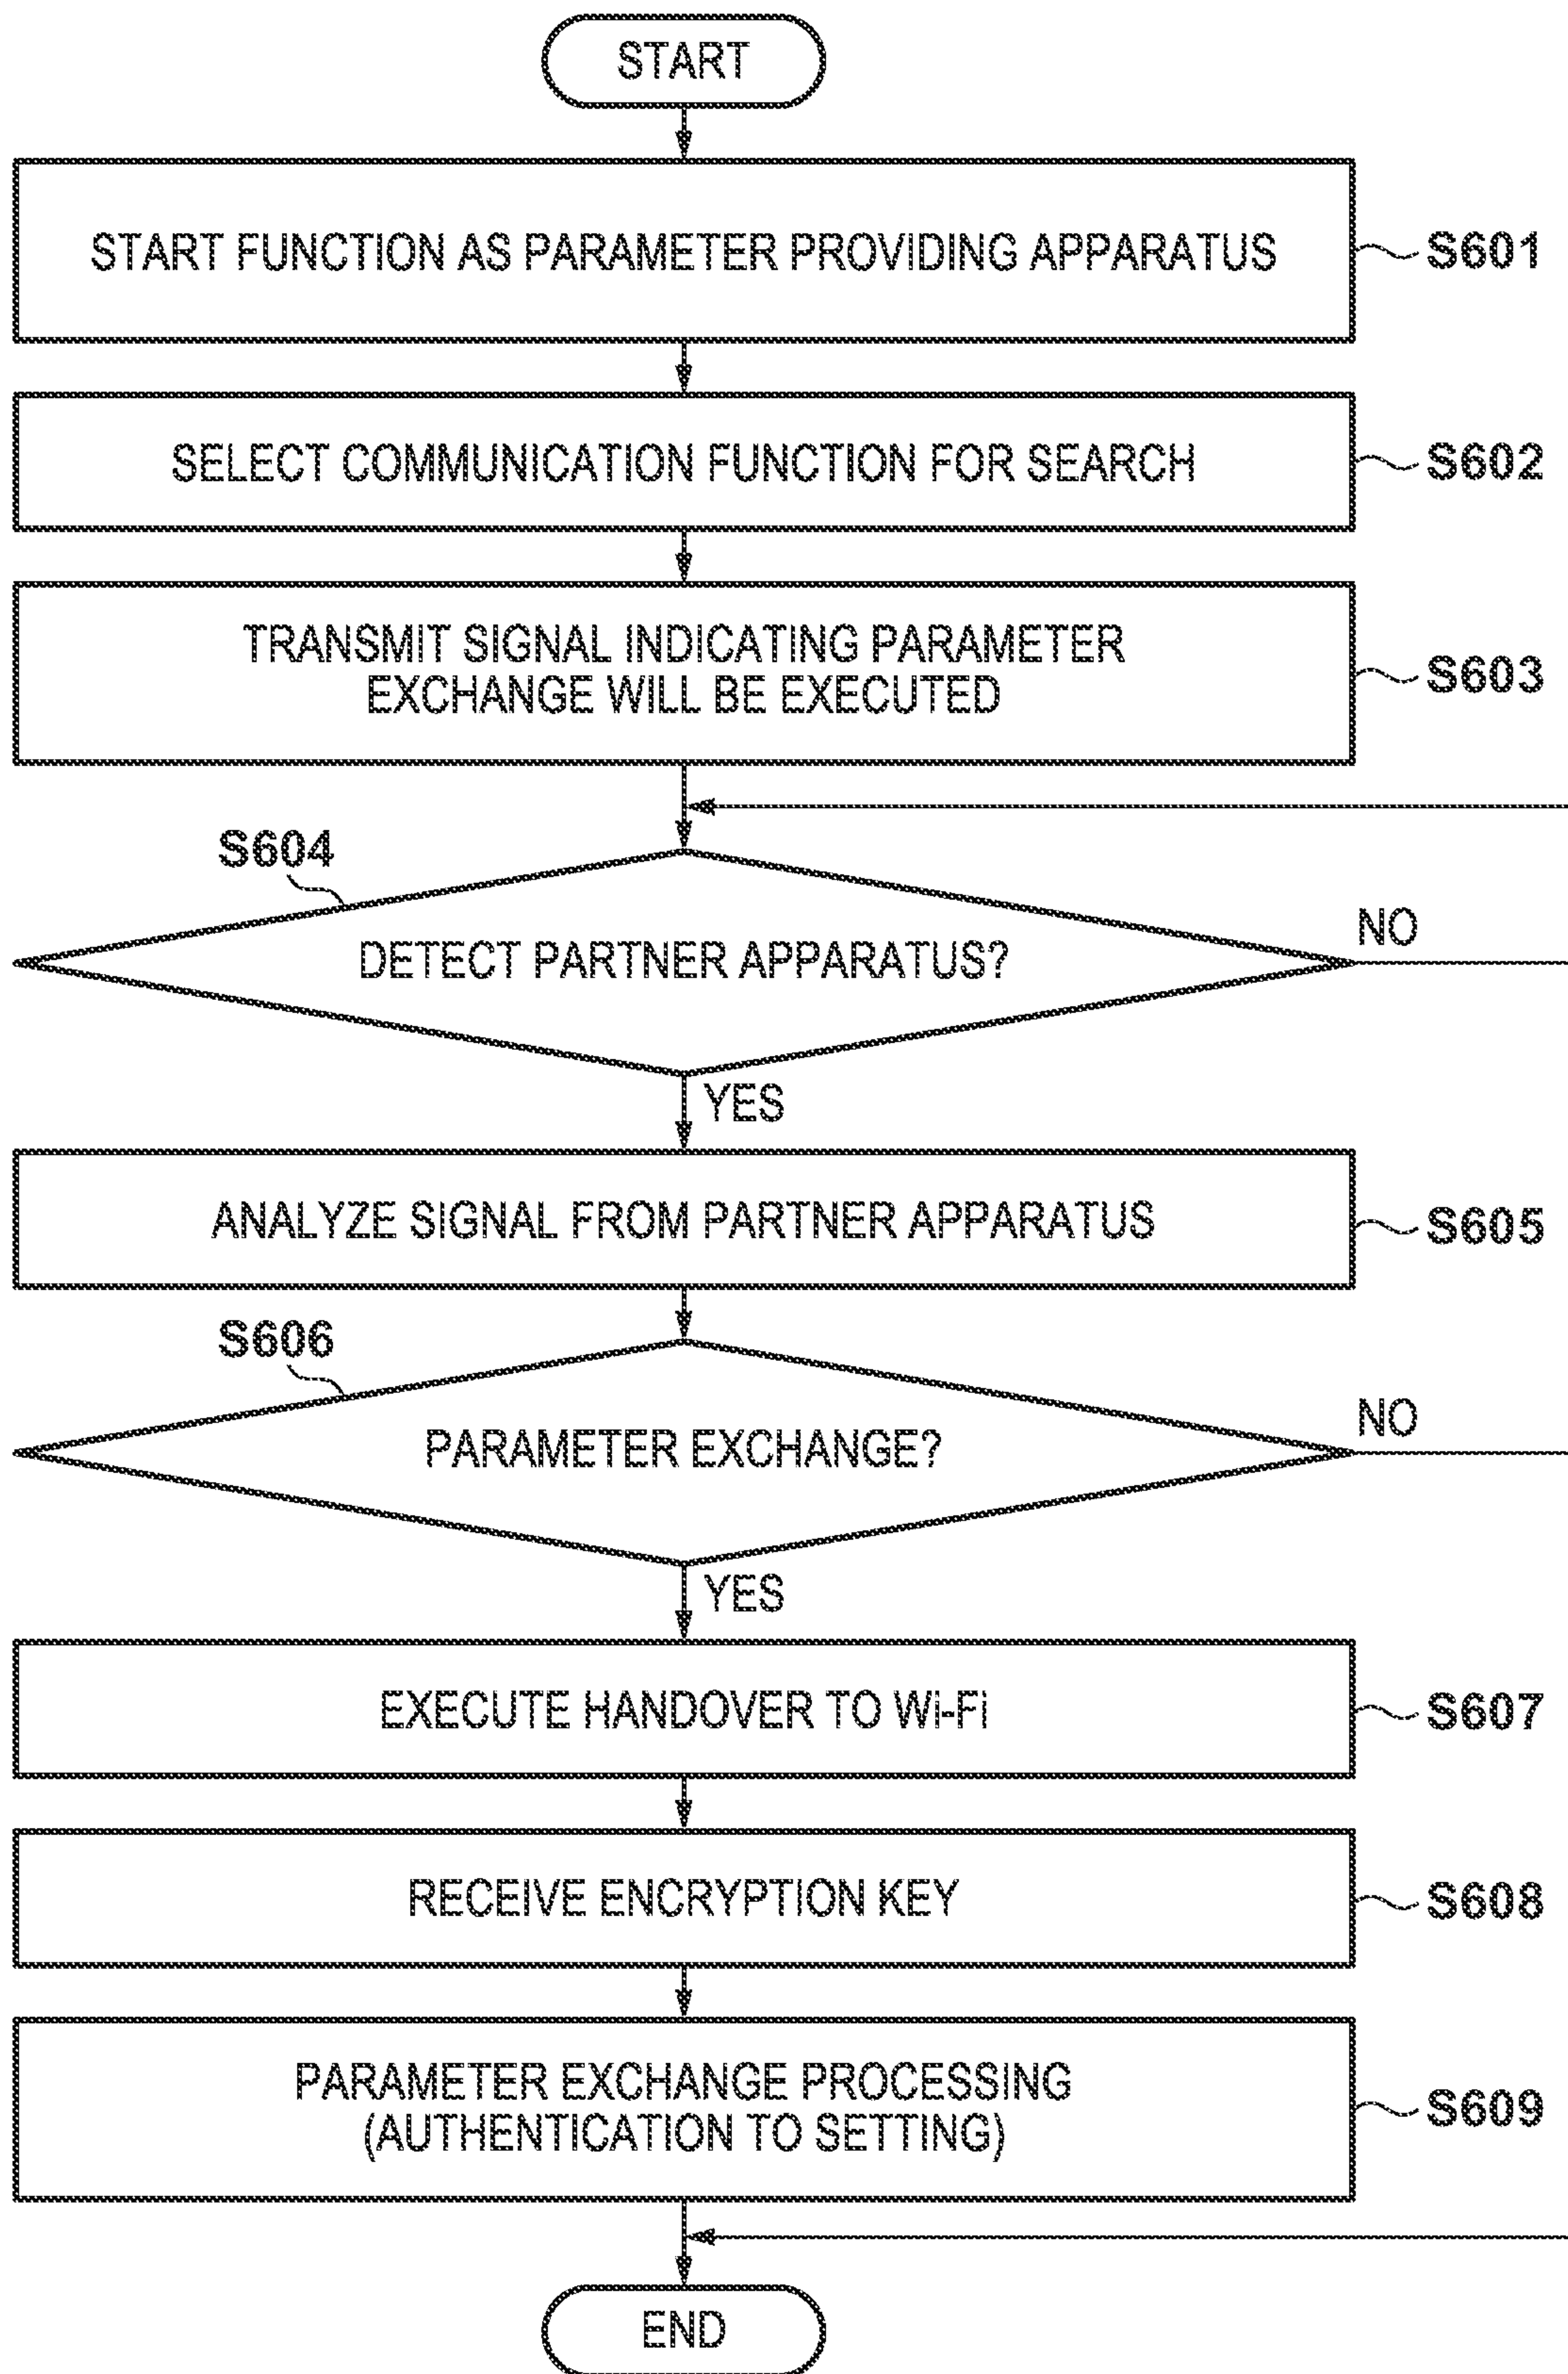 START
START FUNCTION AS PARAMETER PROVIDING APPARATUS
S601
SELECT COMMUNICATION FUNCTION FOR SEARCH
S602
TRANSMIT SIGNAL INDICATING PARAMETER
EXCHANGE WILL BE EXECUTED
S603
S604
DETECT PARTNER APPARATUS?
NO
YES
ANALYZE SIGNAL FROM PARTNER APPARATUS
S605
S606
PARAMETER EXCHANGE?
NO
YES
EXECUTE HANDOVER TO Wi-Fi
S607
RECEIVE ENCRYPTION KEY
S608
PARAMETER EXCHANGE PROCESSING
(AUTHENTICATION TO SETTING)
S609
END